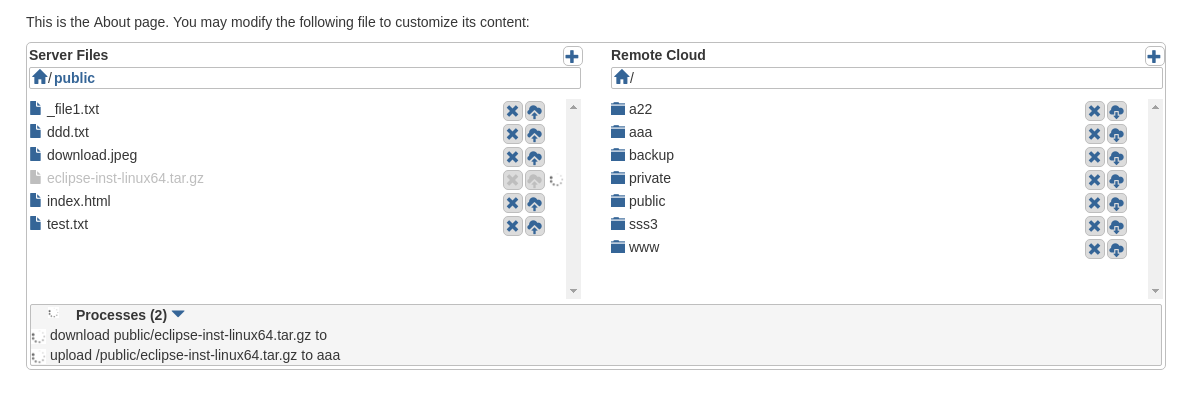 This is the About page. You may modify the following file to customize its content:
Server Files
/ public
_file1.txt
ddd.txt
download.jpeg
eclipse-inst-linux64.tar.gz
index.html
test.txt
Remote Cloud
/
a22
aaa
backup
private
public
sss3
www
Processes (2)
download public/eclipse-inst-linux64.tar.gz to
upload /public/eclipse-inst-linux64.tar.gz to aaa